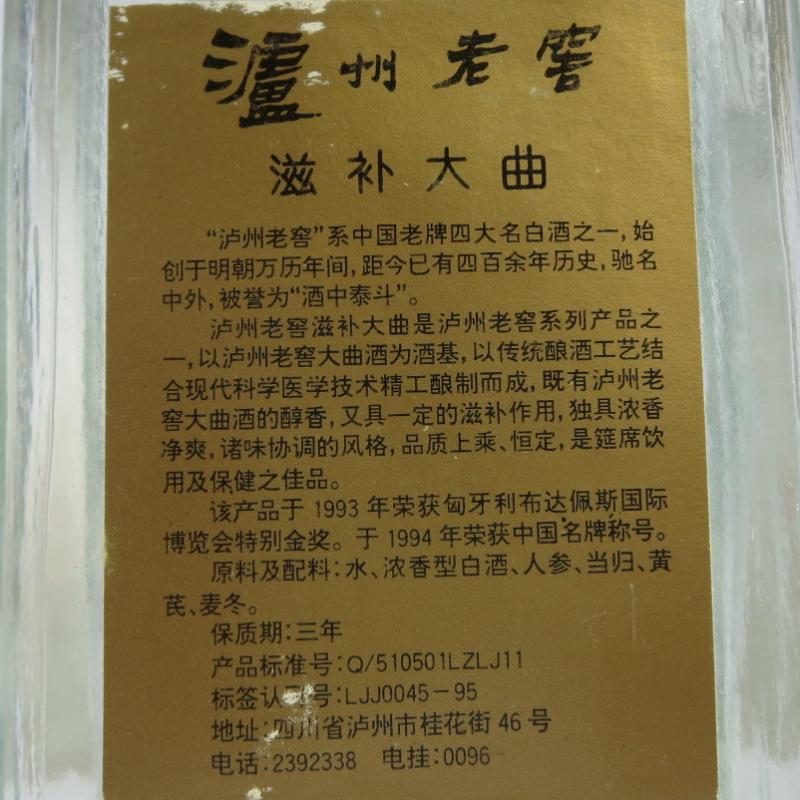 泸州老窖
滋补大曲
“泸州老窖”系中国老牌四大名白酒之一，始
创于明朝万历年间，距今已有四百余年历史，驰名
中外，被誉为“酒中泰斗”。
泸州老窖滋补大曲是泸州老窖系列产品之
一，以泸州老窖大曲酒为酒基，以传统酿酒工艺结
合现代科学医学技术精工酿制而成，既有泸州老
窖大曲酒的醇香，又具一定的滋补作用，独具浓香
净爽，诸味协调的风格，品质上乘、恒定，是筵席饮
用及保健之佳品。
该产品于 1993 年荣获匈牙利布达佩斯国际
博览会特别金奖。于 1994 年荣获中国名牌称号。
原料及配料：水、浓香型白酒、人参、当归、黄
芪、麦冬。
保质期：三年
产品标准号：Q/510501LZLJ11
标签认可号：LJJ0045－95
地址：四川省泸州市桂花街 46 号
电话：2392338 电挂：0096